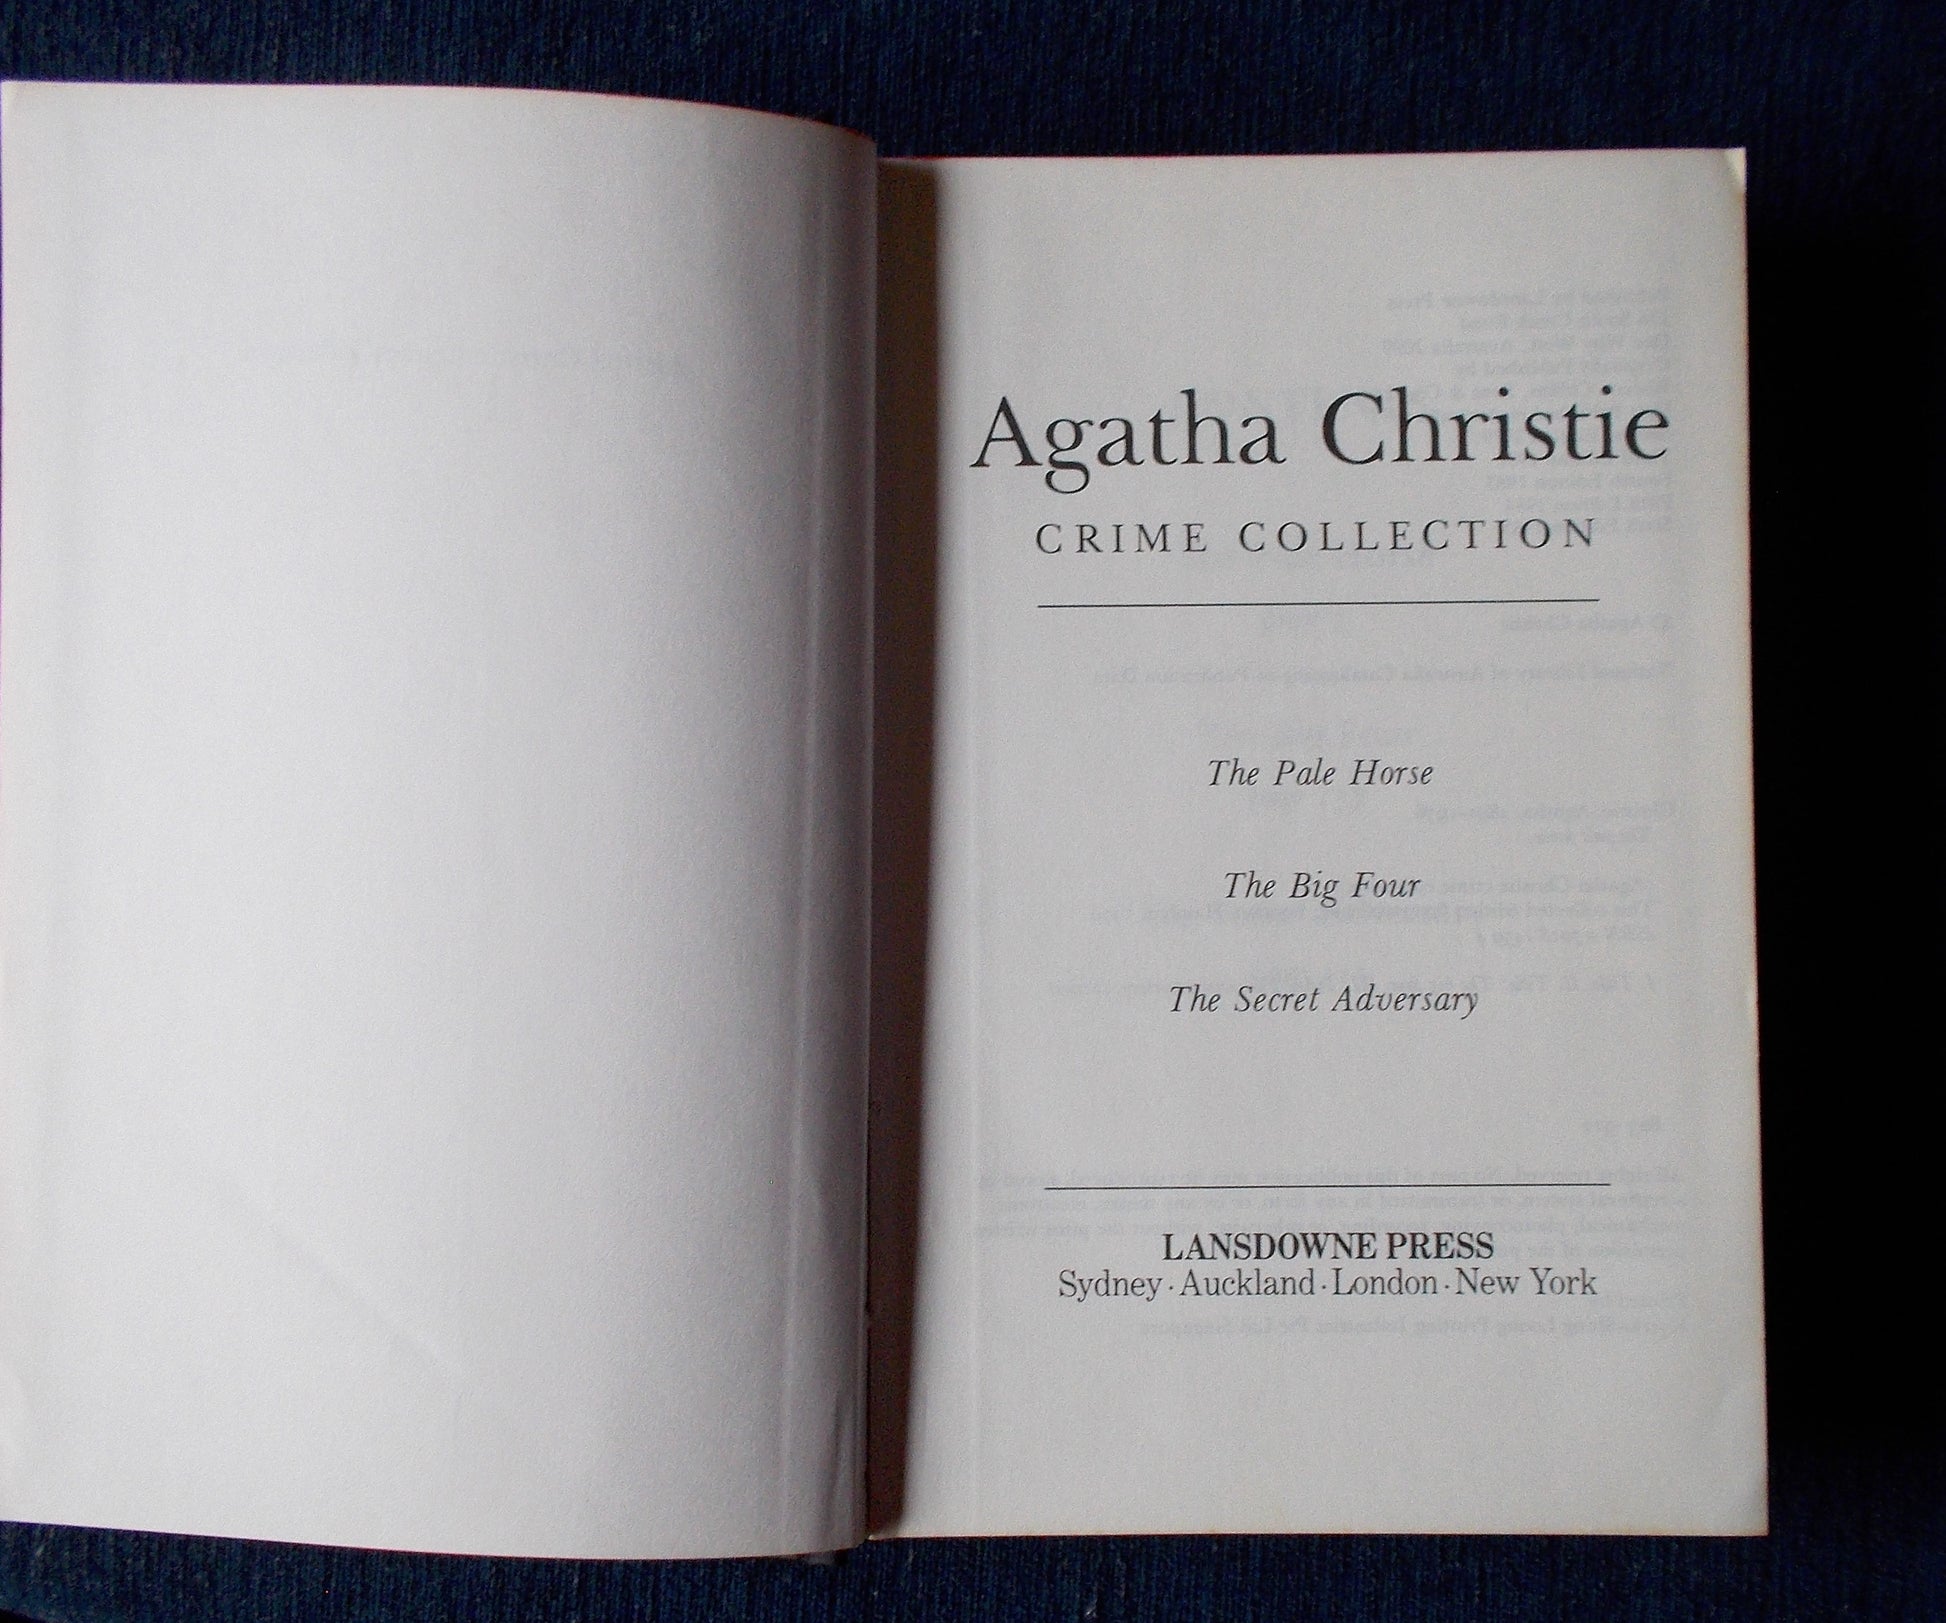 Agatha Christie
CRIME COLLECTION
The Pale Horse
The Big Four
The Secret Adversary
LANSDOWNE PRESS
Sydney · Auckland · London · New York